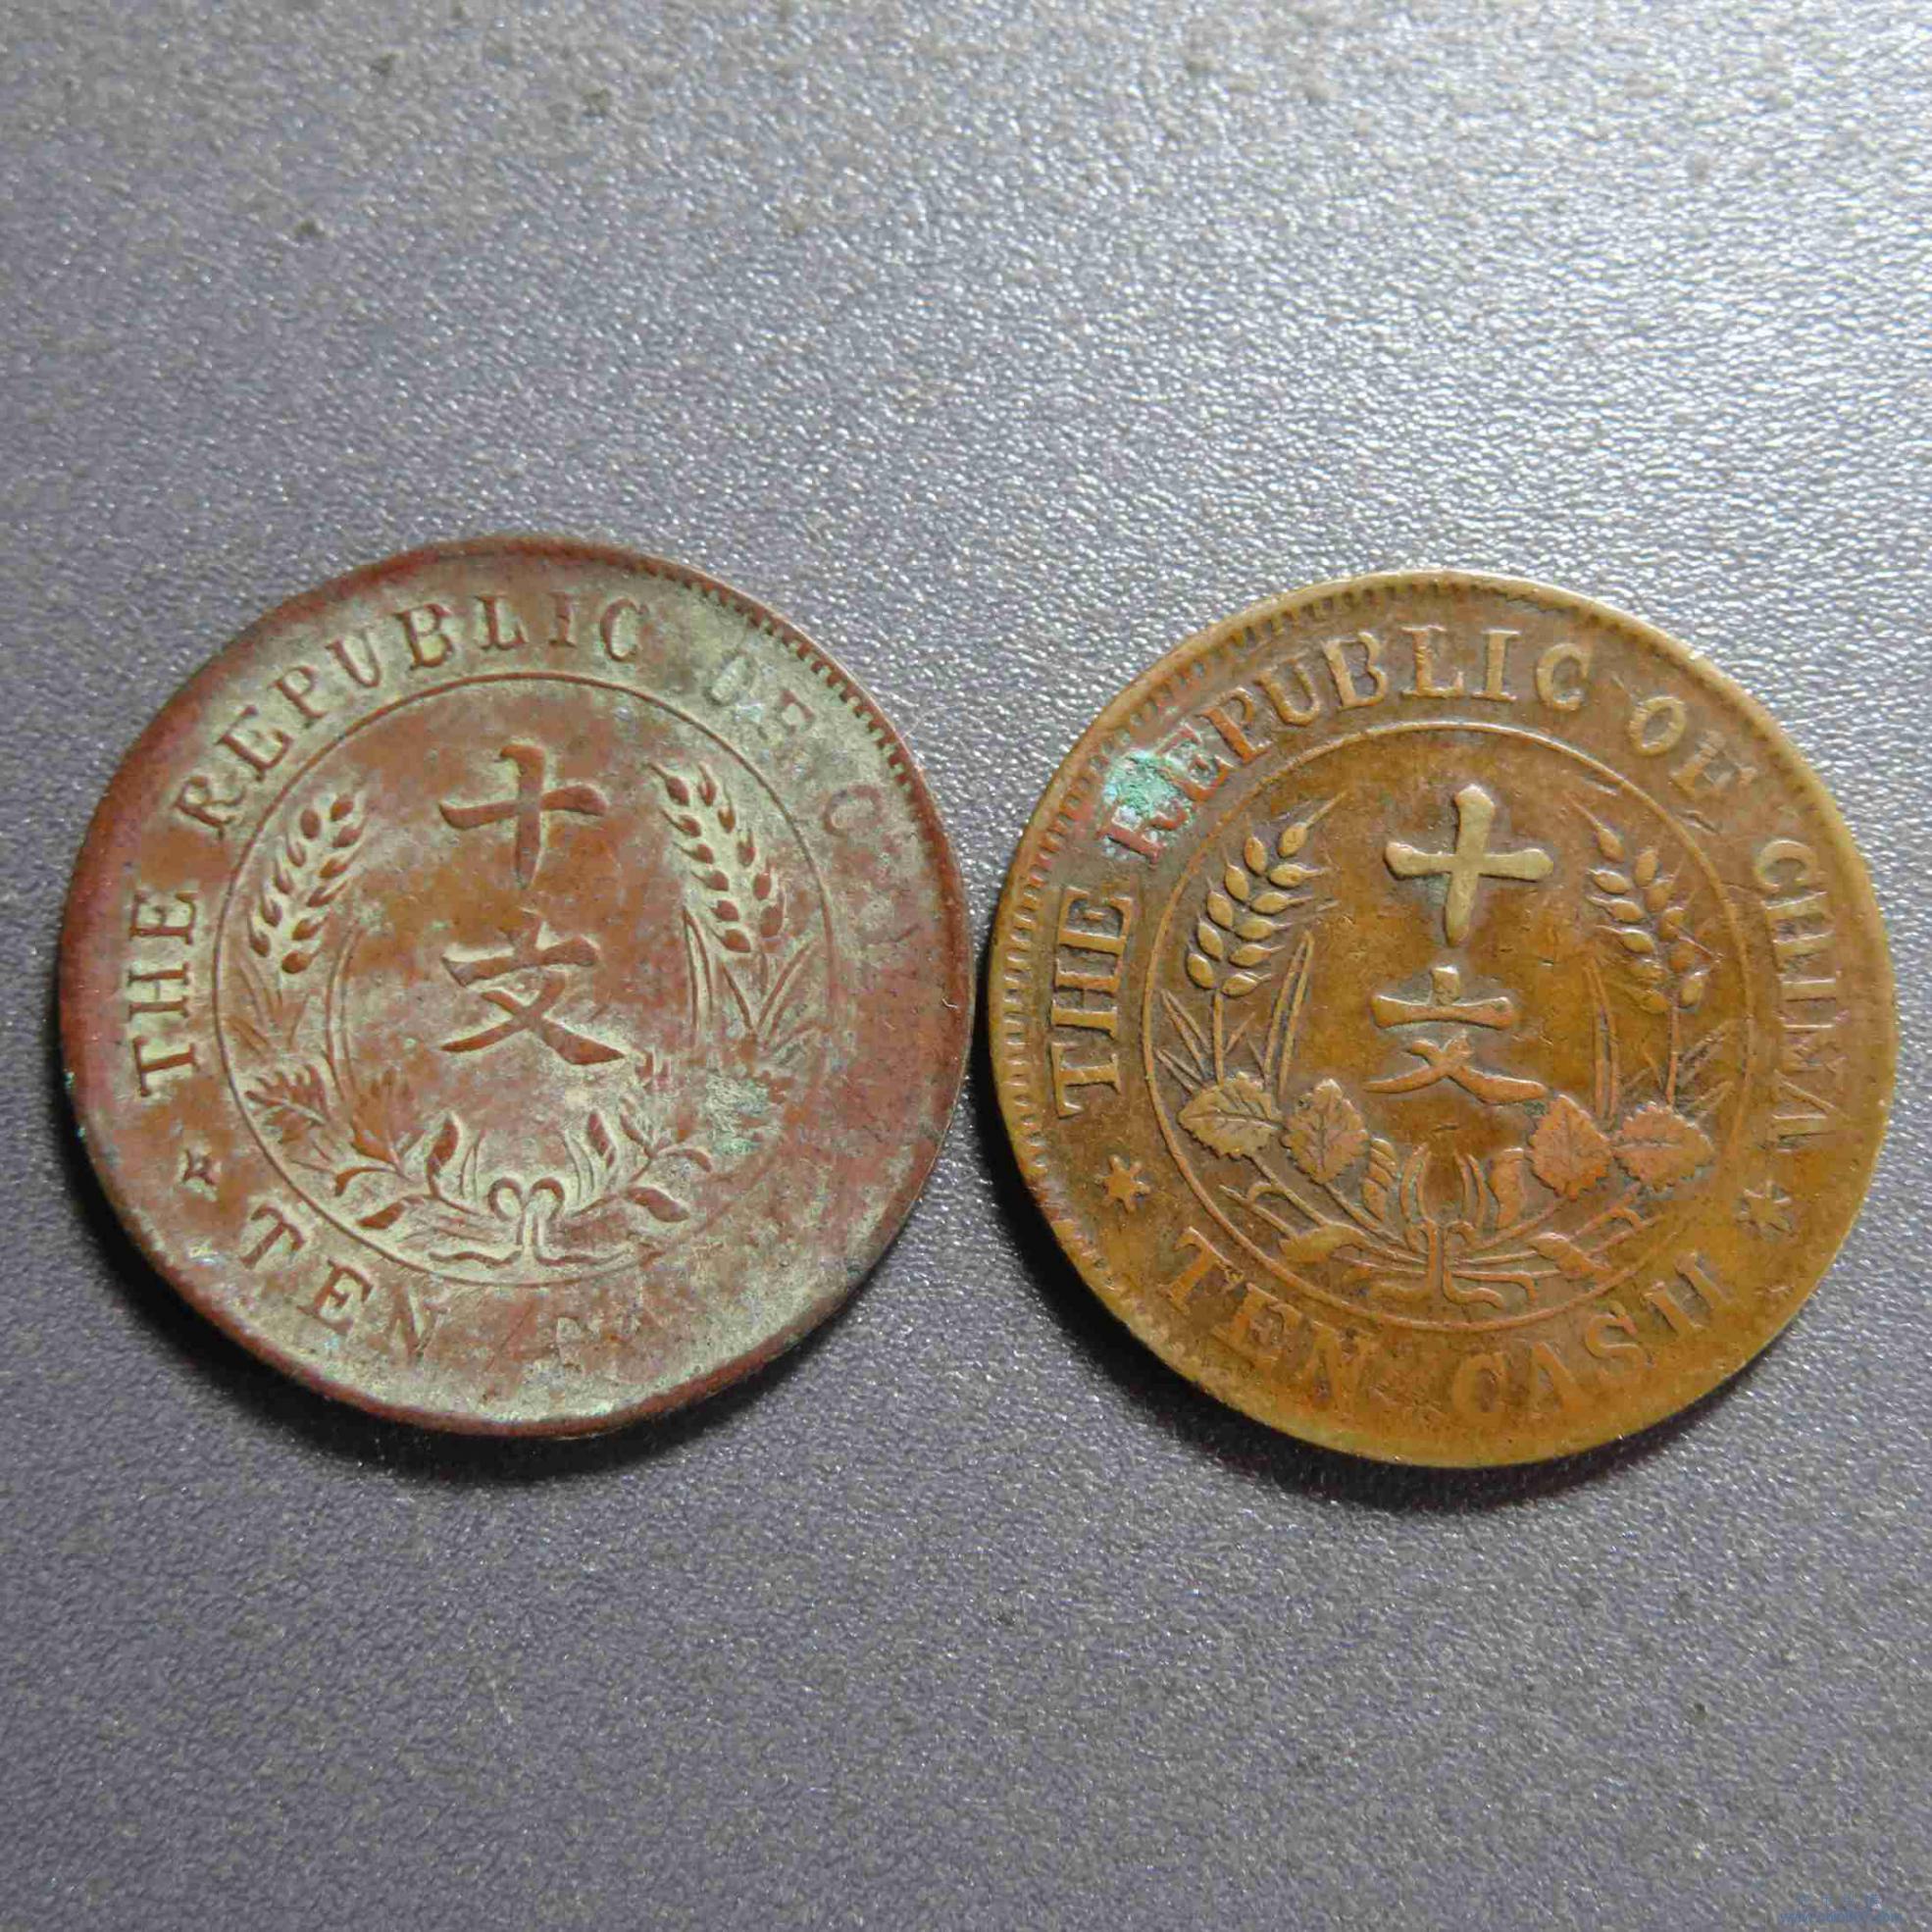 THE REPUBLIC OF
十
文
TEN
THE REPUBLIC OF CHINA
十
文
TEN CASH